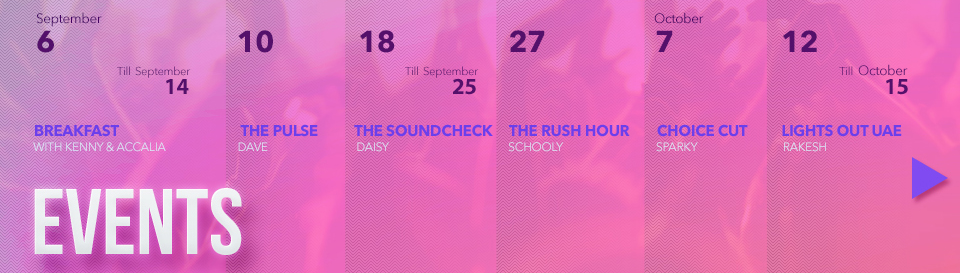 September
6
Till September
14
BREAKFAST
WITH KENNY & ACCALIA
10
THE PULSE
DAVE
18
Till September
25
THE SOUNDCHECK
DAISY
27
THE RUSH HOUR
SCHOOLY
October
7
CHOICE CUT
SPARKY
12
Till October
15
LIGHTS OUT UAE
RAKESH
EVENTS